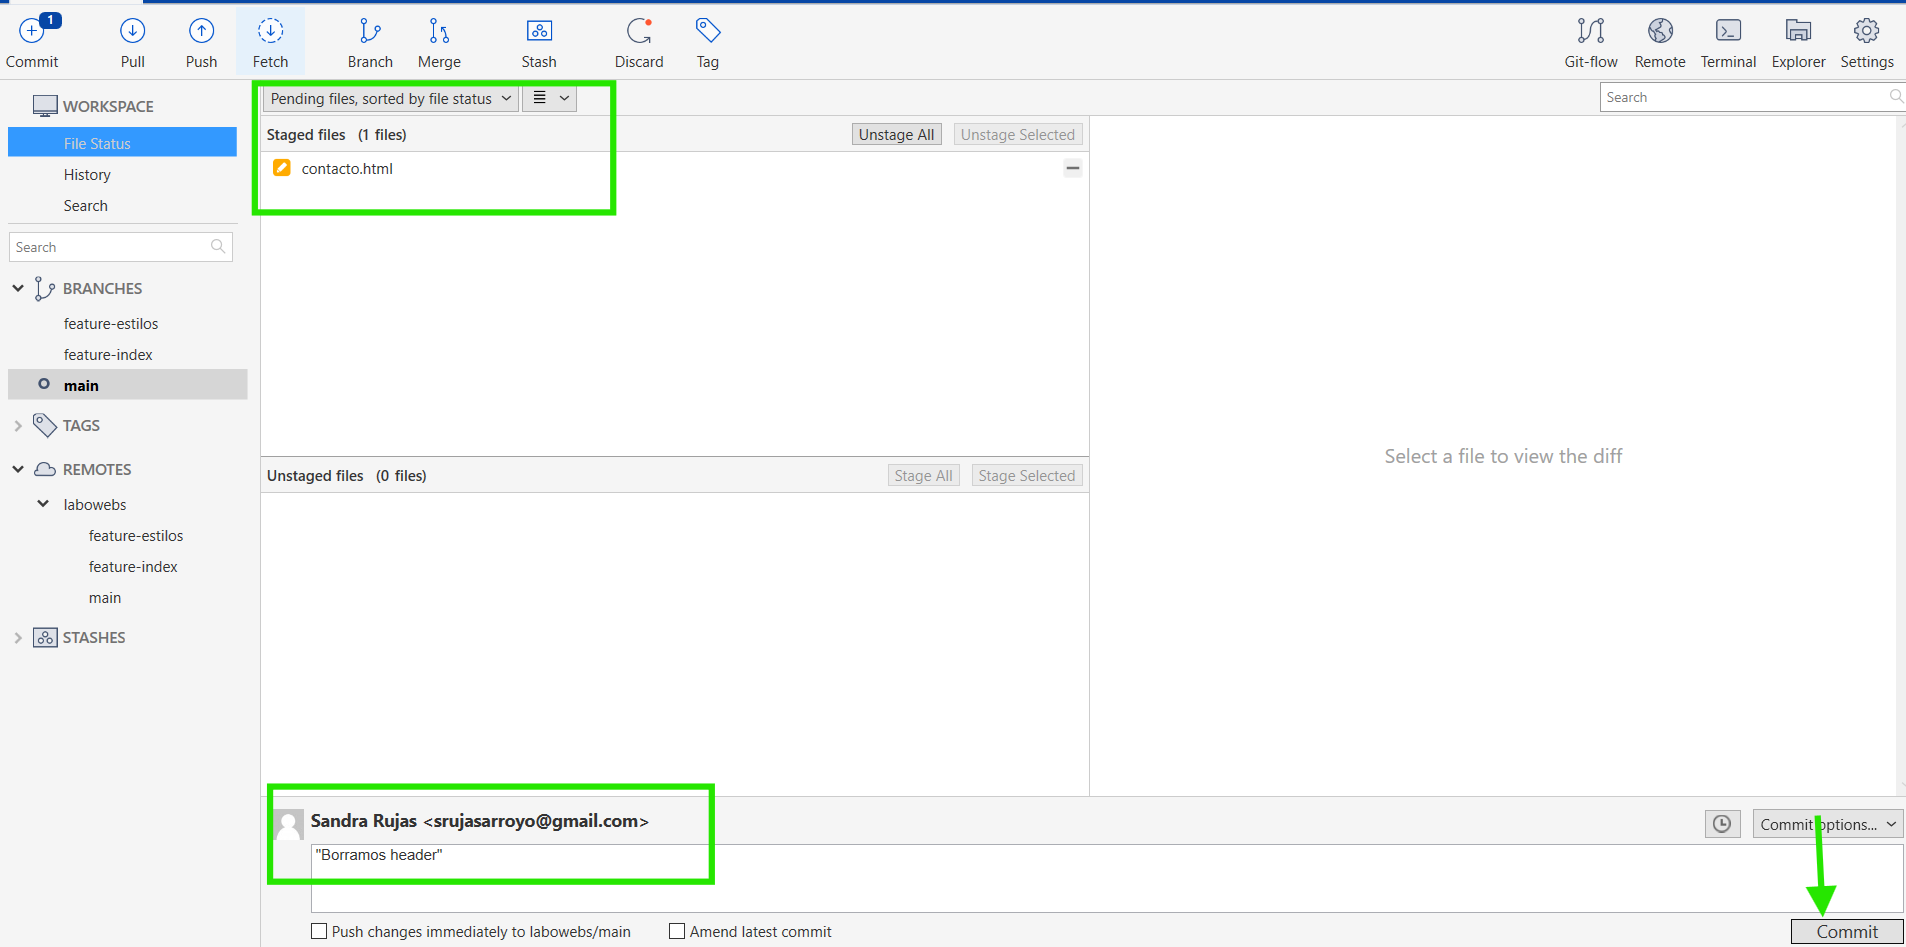 1
Commit
Pull
Push
Fetch
Branch
Merge
Stash
Discard
Tag
Git-flow
Remote
Terminal
Explorer
Settings
WORKSPACE
File Status
History
Search
Search
BRANCHES
feature-estilos
feature-index
main
TAGS
REMOTES
labowebs
feature-estilos
feature-index
main
STASHES
Pending files, sorted by file status
Search
Staged files (1 files)
Unstage All
Unstage Selected
contacto.html
Unstaged files (0 files)
Stage All
Stage Selected
Select a file to view the diff
Sandra Rujas <srujasarroyo@gmail.com>
Commit options...
"Borramos header"
Push changes immediately to labowebs/main
Amend latest commit
Commit